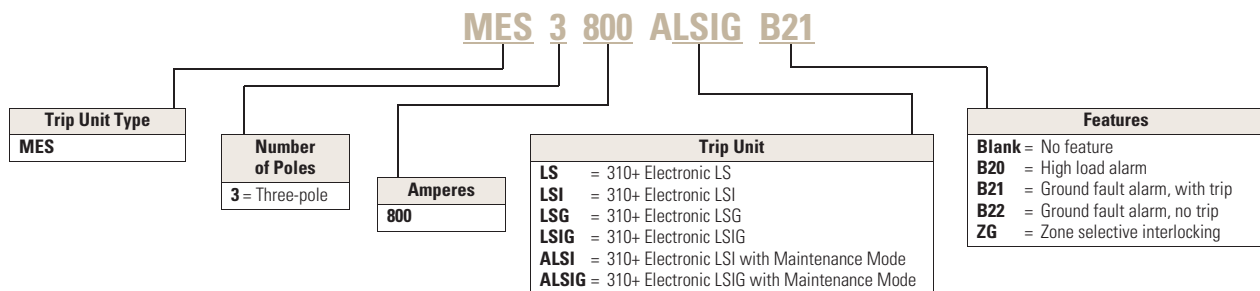 MES 3 800 ALSIG B21
Trip Unit Type
MES
Number
of Poles
3 = Three-pole
Amperes
800
Trip Unit
LS = 310+ Electronic LS
LSI = 310+ Electronic LSI
LSG = 310+ Electronic LSG
LSIG = 310+ Electronic LSIG
ALSI = 310+ Electronic LSI with Maintenance Mode
ALSIG = 310+ Electronic LSIG with Maintenance Mode
Features
Blank = No feature
B20 = High load alarm
B21 = Ground fault alarm, with trip
B22 = Ground fault alarm, no trip
ZG = Zone selective interlocking